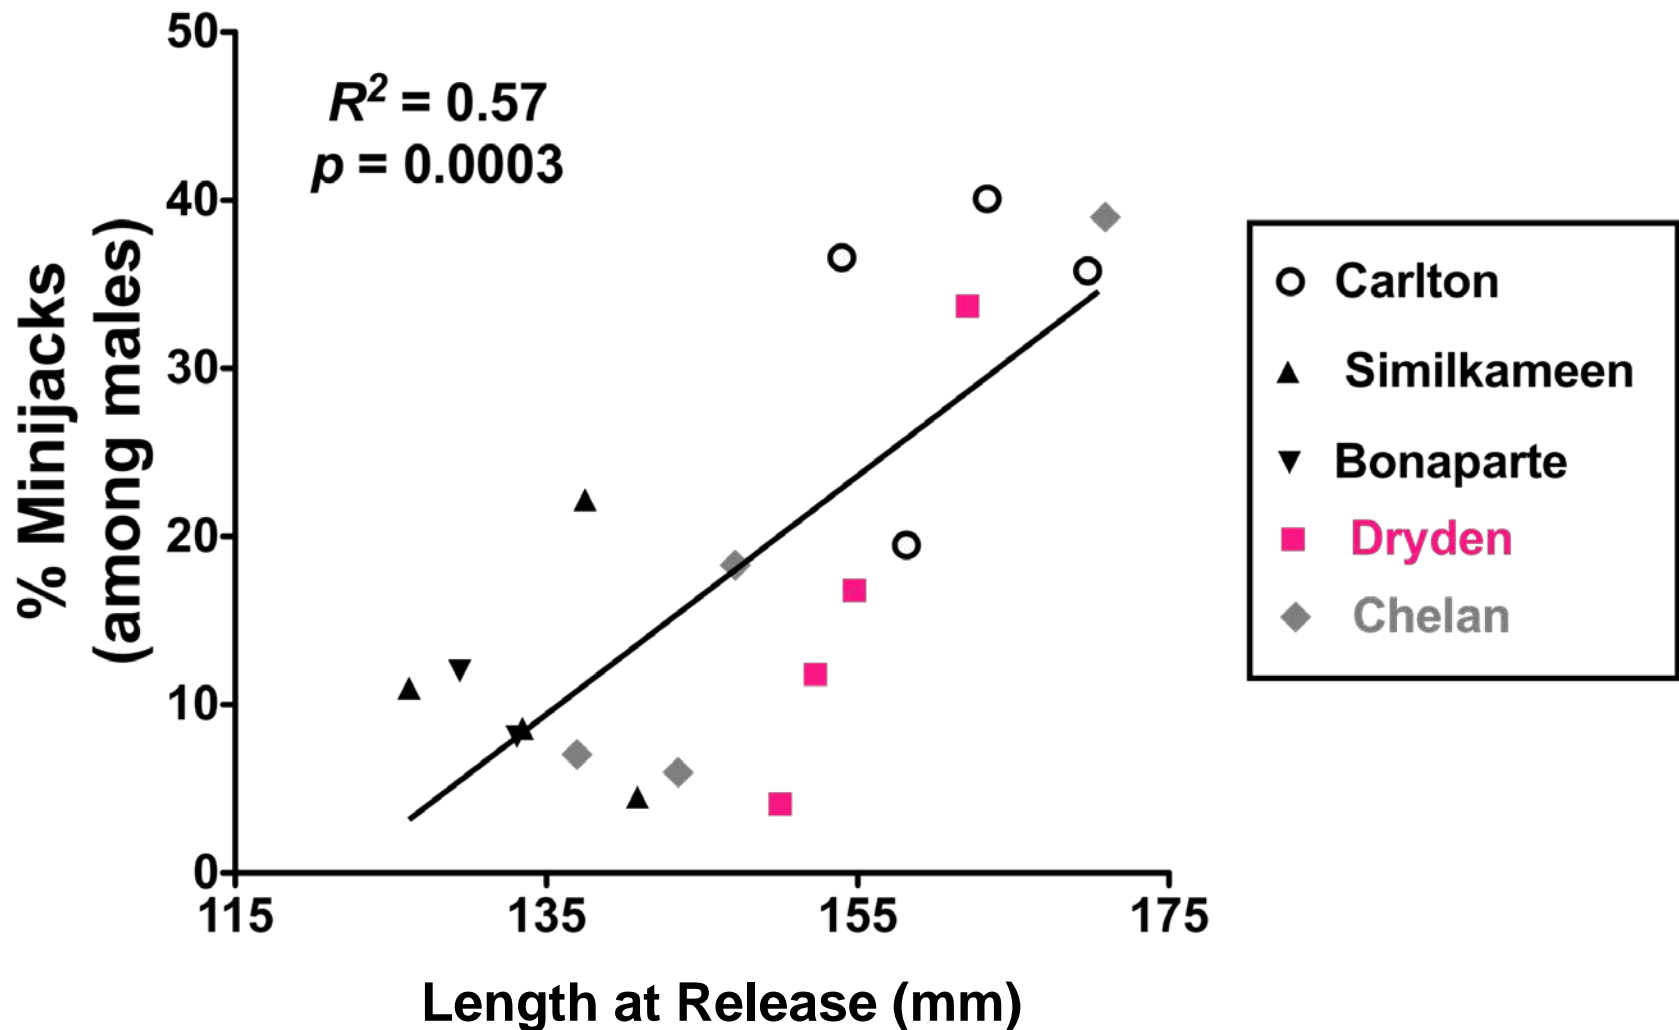 50
R² = 0.57
p = 0.0003
40
30
20
10
0
% Minijacks
(among males)
115 135 155 175
Length at Release (mm)
Carlton
Similkameen
Bonaparte
Dryden
Chelan